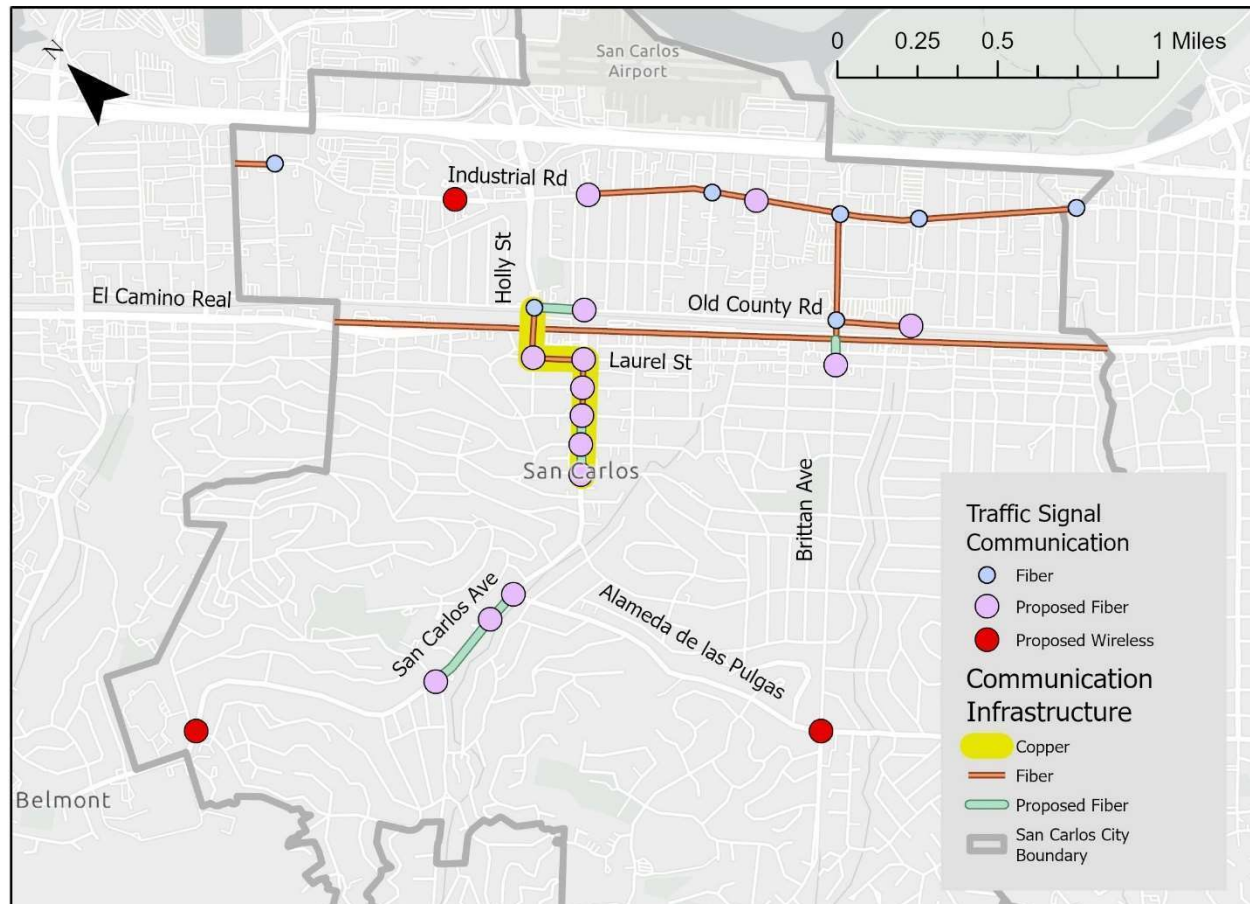 N
San Carlos
Airport
0 0.25 0.5 1 Miles
Industrial Rd
Holly St
El Camino Real
Old County Rd
Laurel St
San Carlos
Brittan Ave
San Carlos Ave
Alameda de las Pulgas
Belmont
Traffic Signal
Communication
Fiber
Proposed Fiber
Proposed Wireless
Communication
Infrastructure
Copper
Fiber
Proposed Fiber
San Carlos City
Boundary